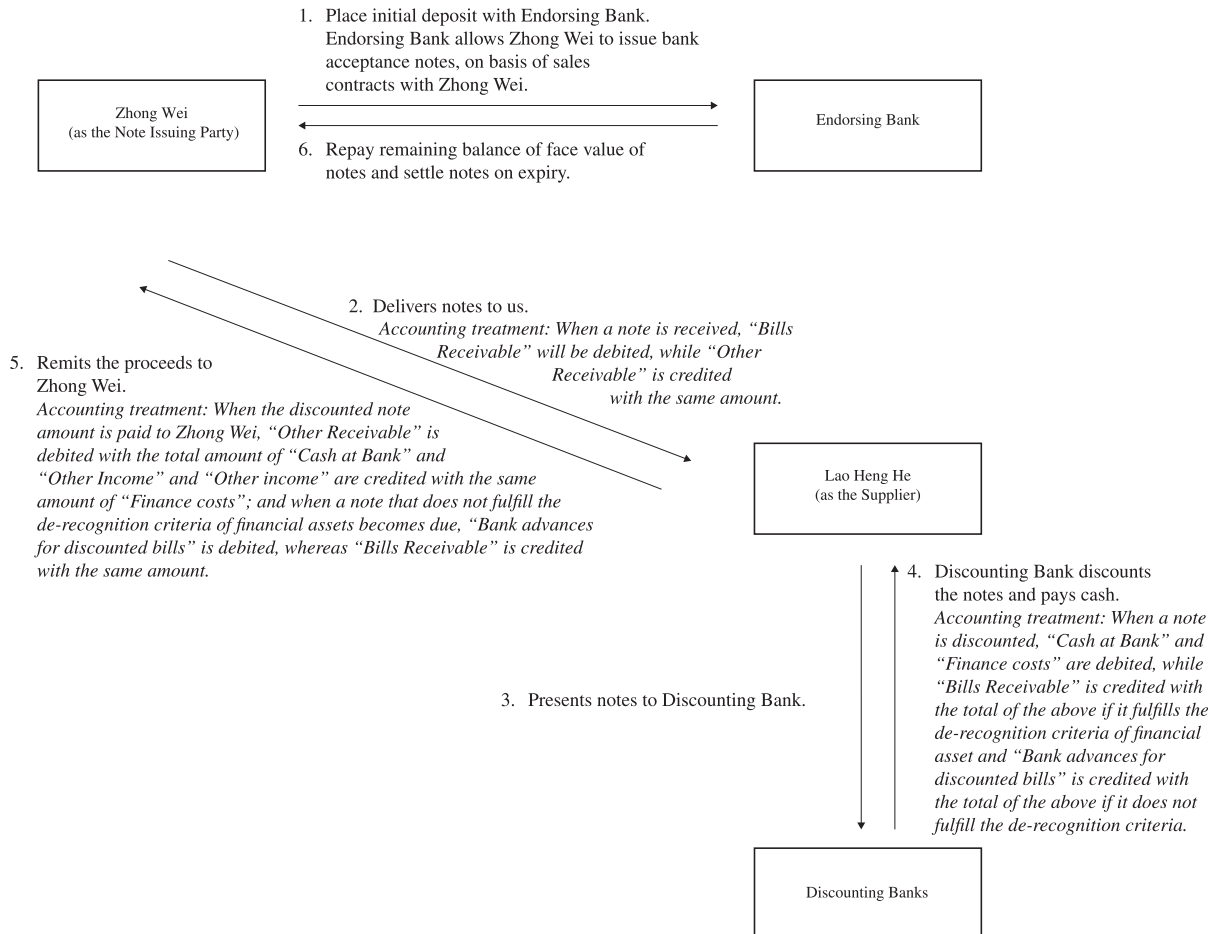 1. Place initial deposit with Endorsing Bank.
Endorsing Bank allows Zhong Wei to issue bank
acceptance notes, on basis of sales
contracts with Zhong Wei.
Zhong Wei
(as the Note Issuing Party)
Endorsing Bank
6. Repay remaining balance of face value of
notes and settle notes on expiry.
2. Delivers notes to us.
Accounting treatment: When a note is received, “Bills
Receivable” will be debited, while “Other
Receivable” is credited
with the same amount.
5. Remits the proceeds to
Zhong Wei.
Accounting treatment: When the discounted note
amount is paid to Zhong Wei, “Other Receivable” is
debited with the total amount of “Cash at Bank” and
“Other Income” and “Other income” are credited with the same
amount of “Finance costs”; and when a note that does not fulfill the
de-recognition criteria of financial assets becomes due, “Bank advances
for discounted bills” is debited, whereas “Bills Receivable” is credited
with the same amount.
Lao Heng He
(as the Supplier)
4. Discounting Bank discounts
the notes and pays cash.
Accounting treatment: When a note
is discounted, “Cash at Bank” and
“Finance costs” are debited, while
“Bills Receivable” is credited with
the total of the above if it fulfills the
de-recognition criteria of financial
asset and “Bank advances for
discounted bills” is credited with
the total of the above if it does not
fulfill the de-recognition criteria.
3. Presents notes to Discounting Bank.
Discounting Banks